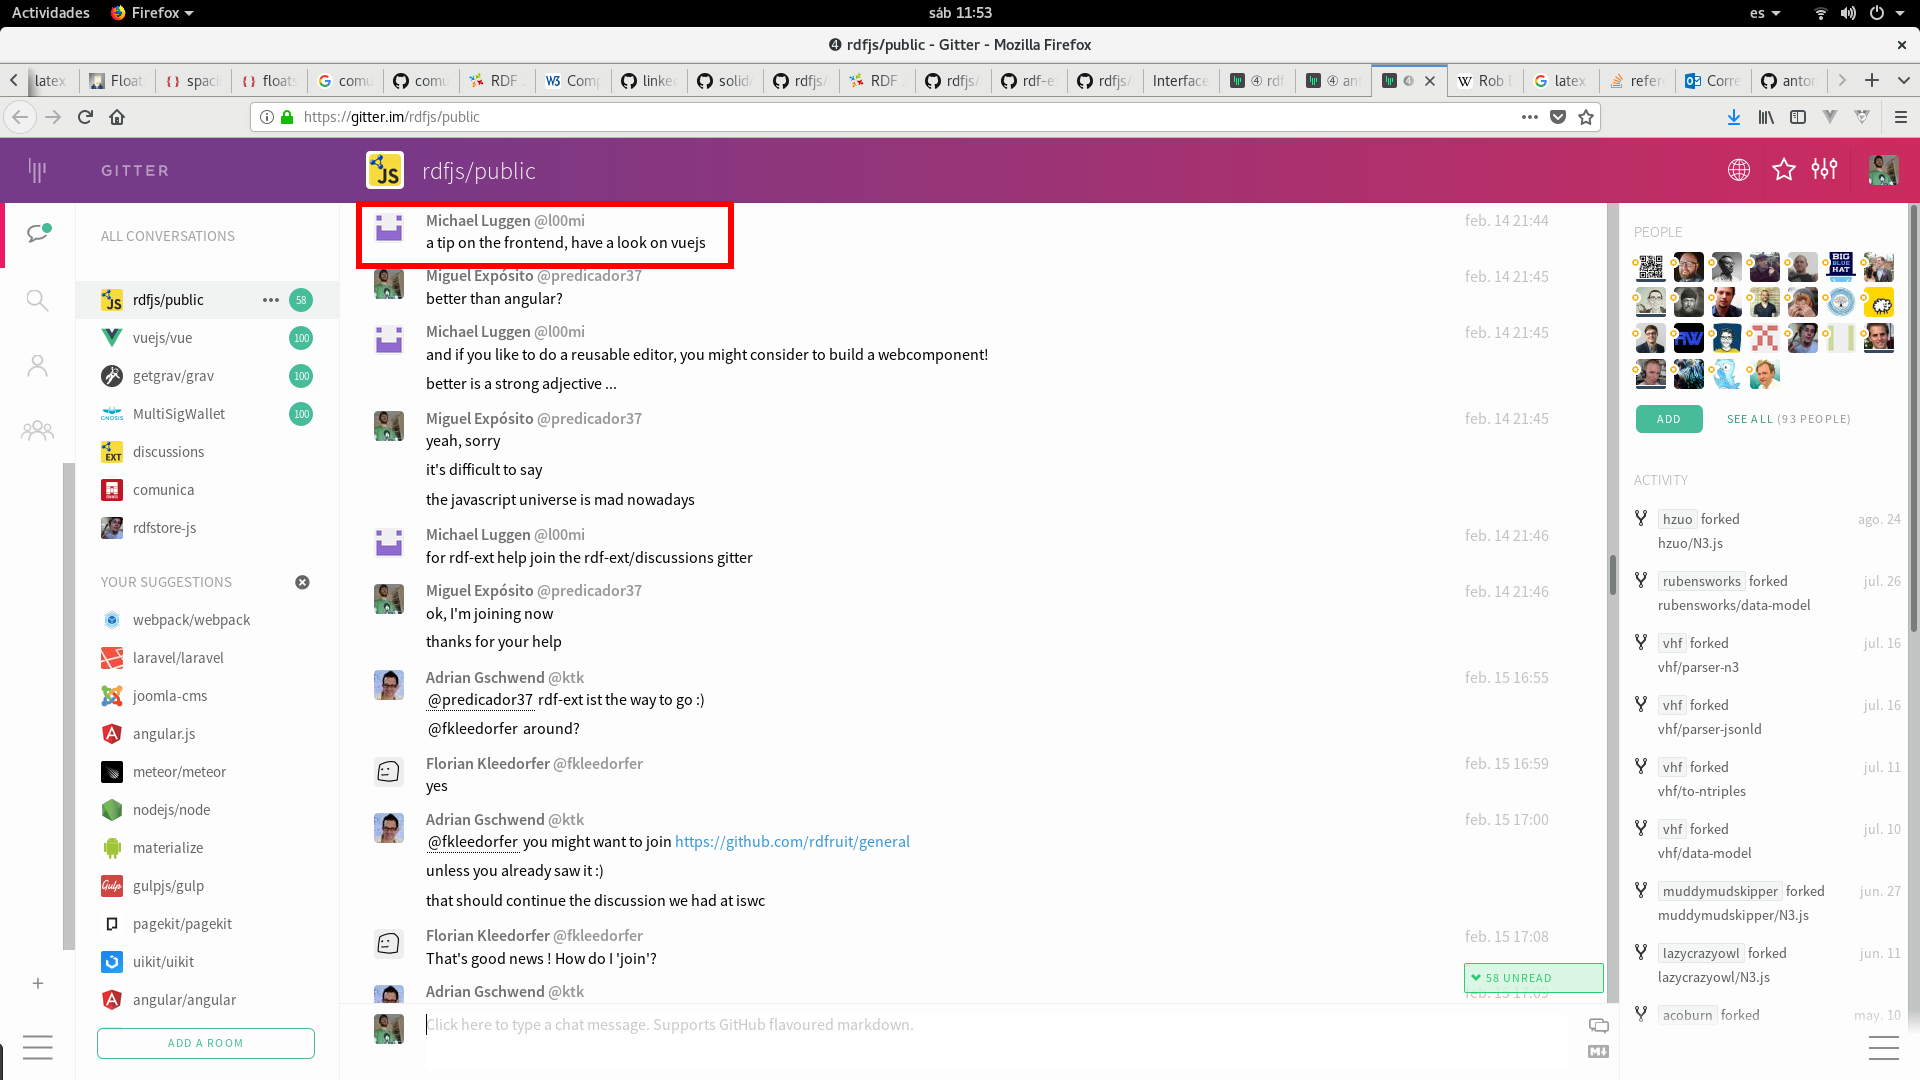 Actividades
Firefox
sáb 11:53
es
④ rdfjs/public - Gitter - Mozilla Firefox
latex
Float
spaci
float
com
comu
RDF
Com
linke
solid/
rdfjs/
RDF
rdfjs/
rdf-e
rdfjs/
Interface
④ rdf
④ an
④
Rob
latex
refer
Corre
anto
https://gitter.im/rdfjs/public
GITTER
rdfjs/public
ALL CONVERSATIONS
rdfjs/public ••• 58
vuejs/vue 100
getgrav/grav 100
MultiSigWallet 100
discussions
comunica
rdfstore-js
YOUR SUGGESTIONS
webpack/webpack
laravel/laravel
joomla-cms
angular.js
meteor/meteor
nodejs/node
materialize
gulpjs/gulp
pagekit/pagekit
uikit/uikit
angular/angular
ADD A ROOM
Michael Luggen @l00mi feb. 14 21:44
a tip on the frontend, have a look on vuejs
Miguel Expósito @predicador37 feb. 14 21:45
better than angular?
Michael Luggen @l00mi feb. 14 21:45
and if you like to do a reusable editor, you might consider to build a webcomponent!
better is a strong adjective ...
Miguel Expósito @predicador37 feb. 14 21:45
yeah, sorry
it's difficult to say
the javascript universe is mad nowadays
Michael Luggen @l00mi feb. 14 21:46
for rdf-ext help join the rdf-ext/discussions gitter
Miguel Expósito @predicador37 feb. 14 21:46
ok, I'm joining now
thanks for your help
Adrian Gschwend @ktk feb. 15 16:55
@predicador37 rdf-ext ist the way to go :)
@fkleedorfer around?
Florian Kleedorfer @fkleedorfer feb. 15 16:59
yes
Adrian Gschwend @ktk feb. 15 17:00
@fkleedorfer you might want to join https://github.com/rdfruit/general
unless you already saw it :)
that should continue the discussion we had at iswc
Florian Kleedorfer @fkleedorfer feb. 15 17:08
That's good news ! How do I 'join'?
58 UNREAD
Adrian Gschwend @ktk feb. 15 17:09
Click here to type a chat message. Supports GitHub flavoured markdown.
PEOPLE
BIG
BLUE
HAT
ADD
SEE ALL (93 PEOPLE)
ACTIVITY
hzuo forked ago. 24
hzuo/N3.js
rubensworks forked jul. 26
rubensworks/data-model
vhf forked jul. 16
vhf/parser-n3
vhf forked jul. 16
vhf/parser-jsonld
vhf forked jul. 11
vhf/to-ntriples
vhf forked jul. 10
vhf/data-model
muddymudskipper forked jun. 27
muddymudskipper/N3.js
lazycrazyowl forked jun. 11
lazycrazyowl/N3.js
acoburn forked may. 10